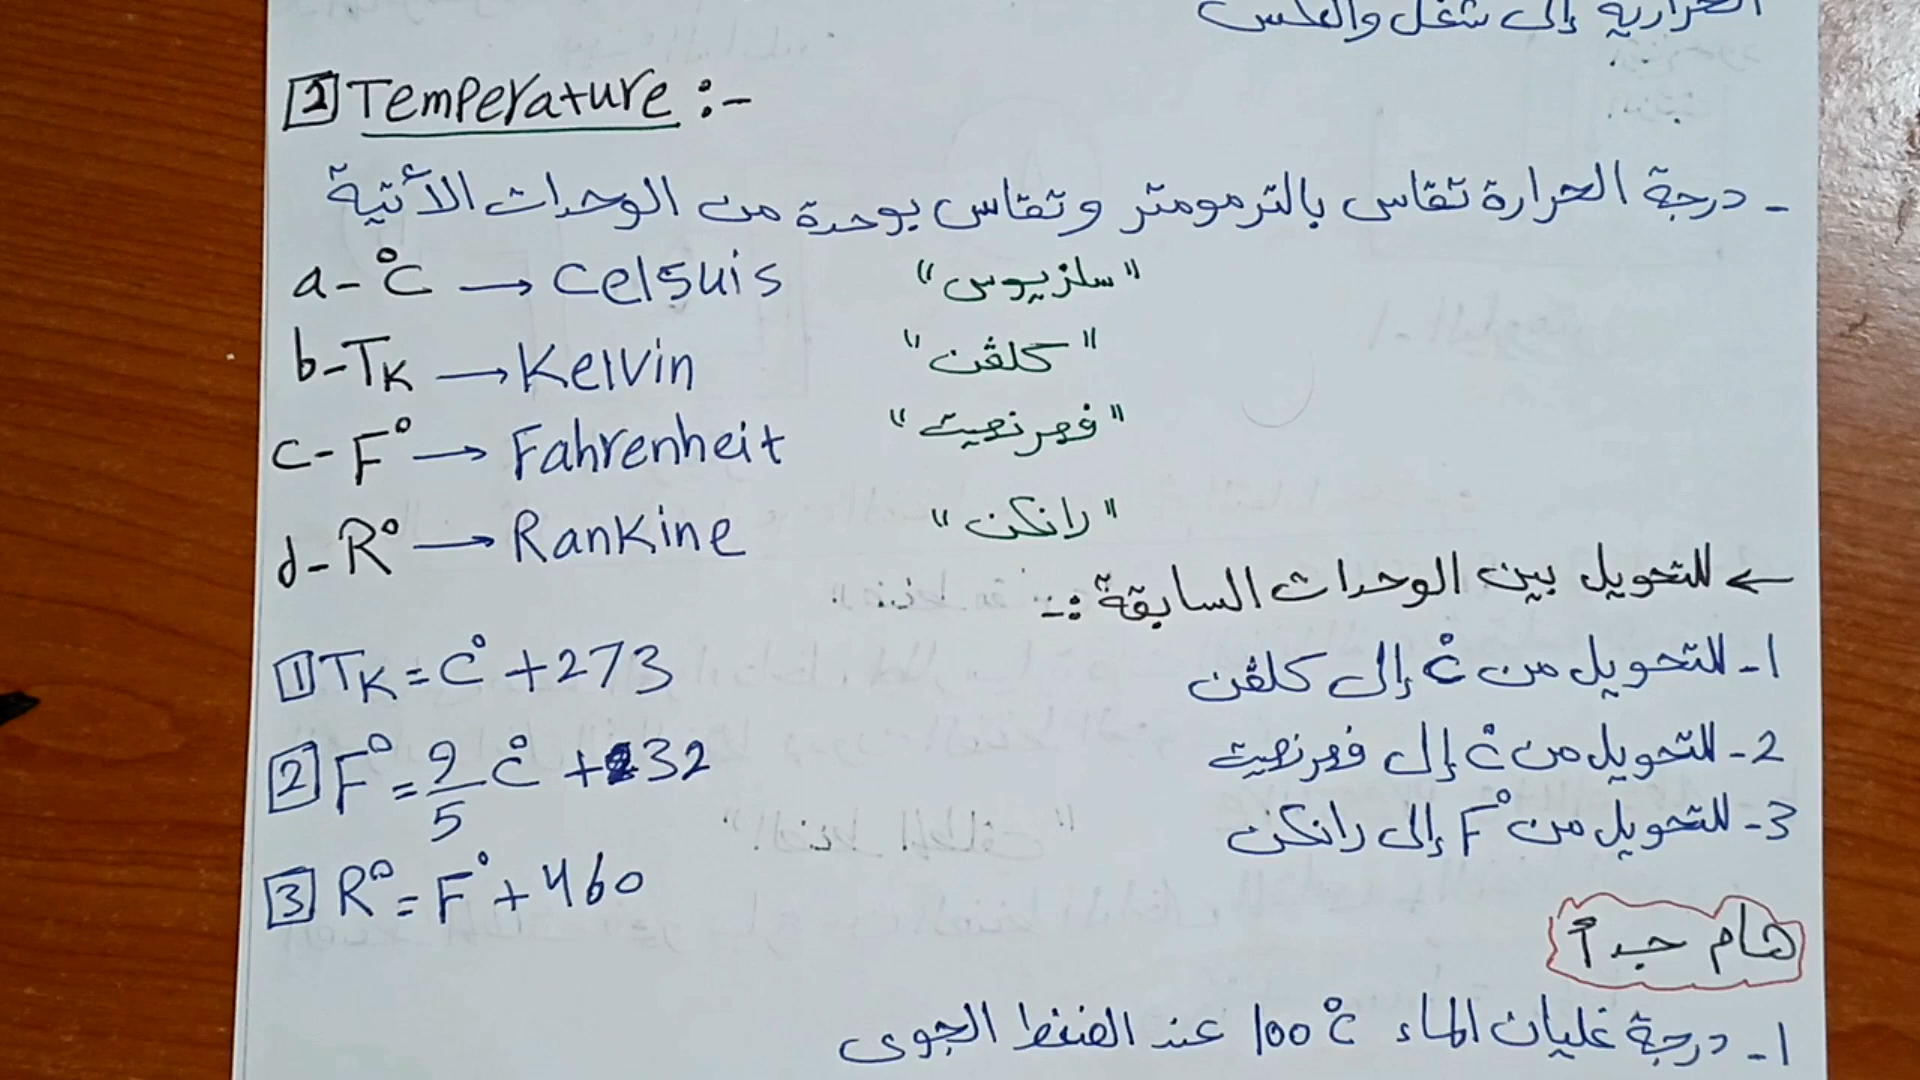 الحرارية إلى شغل والعكس
1 Temperature :-
- درجة الحرارة تقاس بالترمومتر وتقاس بوحدة من الوحدات الأتية
a- °C → Celsuis "سلزيوس"
b- TK → Kelvin "كلڤن"
c- F° → Fahrenheit "فهرنهيت"
d- R° → Rankine "رانكن"
← للتحويل بين الوحدات السابقة :-
1 TK = C° + 273 1- للتحويل من °C إلى كلڤن
2 F° = 9/5 °C + 32 2- للتحويل من °C إلى فهرنهيت
3 R° = F° + 460 3- للتحويل من F° إلى رانكن
هام جداً
1- درجة غليان الماء 100 °C عند الضغط الجوى